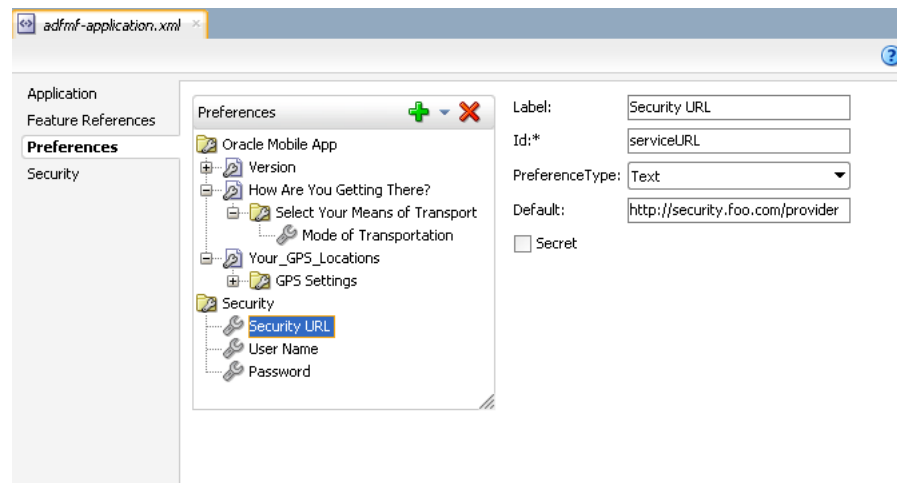 adfmf-application.xml
Application
Feature References
Preferences
Security
Preferences
Oracle Mobile App
Version
How Are You Getting There?
Select Your Means of Transport
Mode of Transportation
Your_GPS_Locations
GPS Settings
Security
Security URL
User Name
Password
Label: Security URL
Id:* serviceURL
PreferenceType: Text
Default: http://security.foo.com/provider
Secret